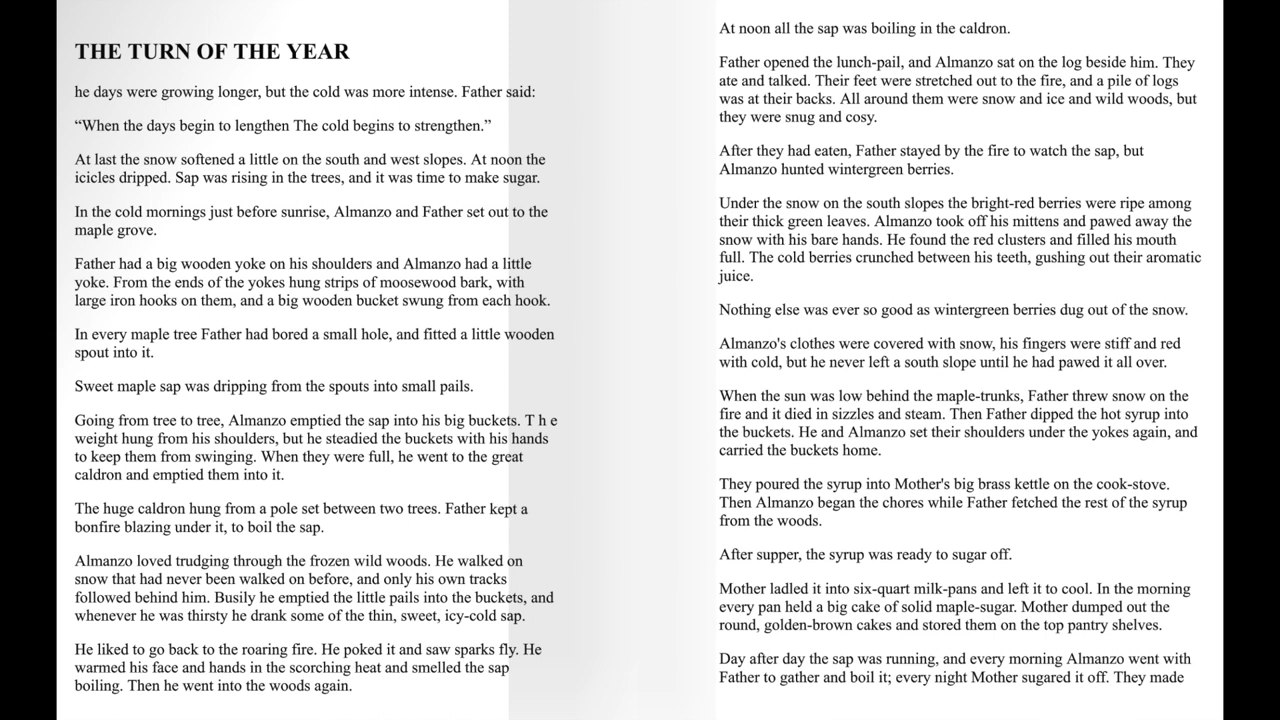 THE TURN OF THE YEAR
he days were growing longer, but the cold was more intense. Father said:
“When the days begin to lengthen The cold begins to strengthen.”
At last the snow softened a little on the south and west slopes. At noon the
icicles dripped. Sap was rising in the trees, and it was time to make sugar.
In the cold mornings just before sunrise, Almanzo and Father set out to the
maple grove.
Father had a big wooden yoke on his shoulders and Almanzo had a little
yoke. From the ends of the yokes hung strips of moosewood bark, with
large iron hooks on them, and a big wooden bucket swung from each hook.
In every maple tree Father had bored a small hole, and fitted a little wooden
spout into it.
Sweet maple sap was dripping from the spouts into small pails.
Going from tree to tree, Almanzo emptied the sap into his big buckets. T h e
weight hung from his shoulders, but he steadied the buckets with his hands
to keep them from swinging. When they were full, he went to the great
caldron and emptied them into it.
The huge caldron hung from a pole set between two trees. Father kept a
bonfire blazing under it, to boil the sap.
Almanzo loved trudging through the frozen wild woods. He walked on
snow that had never been walked on before, and only his own tracks
followed behind him. Busily he emptied the little pails into the buckets, and
whenever he was thirsty he drank some of the thin, sweet, icy-cold sap.
He liked to go back to the roaring fire. He poked it and saw sparks fly. He
warmed his face and hands in the scorching heat and smelled the sap
boiling. Then he went into the woods again.
At noon all the sap was boiling in the caldron.
Father opened the lunch-pail, and Almanzo sat on the log beside him. They
ate and talked. Their feet were stretched out to the fire, and a pile of logs
was at their backs. All around them were snow and ice and wild woods, but
they were snug and cosy.
After they had eaten, Father stayed by the fire to watch the sap, but
Almanzo hunted wintergreen berries.
Under the snow on the south slopes the bright-red berries were ripe among
their thick green leaves. Almanzo took off his mittens and pawed away the
snow with his bare hands. He found the red clusters and filled his mouth
full. The cold berries crunched between his teeth, gushing out their aromatic
juice.
Nothing else was ever so good as wintergreen berries dug out of the snow.
Almanzo's clothes were covered with snow, his fingers were stiff and red
with cold, but he never left a south slope until he had pawed it all over.
When the sun was low behind the maple-trunks, Father threw snow on the
fire and it died in sizzles and steam. Then Father dipped the hot syrup into
the buckets. He and Almanzo set their shoulders under the yokes again, and
carried the buckets home.
They poured the syrup into Mother's big brass kettle on the cook-stove.
Then Almanzo began the chores while Father fetched the rest of the syrup
from the woods.
After supper, the syrup was ready to sugar off.
Mother ladled it into six-quart milk-pans and left it to cool. In the morning
every pan held a big cake of solid maple-sugar. Mother dumped out the
round, golden-brown cakes and stored them on the top pantry shelves.
Day after day the sap was running, and every morning Almanzo went with
Father to gather and boil it; every night Mother sugared it off. They made